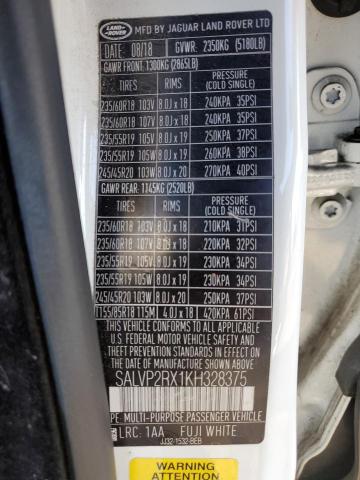 LAND ROVER
MFD BY JAGUAR LAND ROVER LTD
DATE: 08/18 GVWR: 2350KG (5180LB)
GAWR FRONT: 1300KG (2865LB)
TIRES RIMS PRESSURE (COLD SINGLE)
235/60R18 103V 8.0J x 18 240KPA 35PSI
235/60R18 107V 8.0J x 18 240KPA 35PSI
235/55R19 105V 8.0J x 19 250KPA 37PSI
235/55R19 105W 8.0J x 19 260KPA 38PSI
245/45R20 103W 8.0J x 20 270KPA 40PSI
GAWR REAR: 1145KG (2520LB)
TIRES RIMS PRESSURE (COLD SINGLE)
235/60R18 103V 8.0J x 18 210KPA 31PSI
235/60R18 107V 8.0J x 18 220KPA 32PSI
235/55R19 105V 8.0J x 19 230KPA 34PSI
235/55R19 105W 8.0J x 19 230KPA 34PSI
245/45R20 103W 8.0J x 20 250KPA 37PSI
T155/85R18 115M 4.0J x 18 420KPA 61PSI
THIS VEHICLE CONFORMS TO ALL APPLICABLE
U.S. FEDERAL MOTOR VEHICLE SAFETY
STANDARDS IN EFFECT ON THE DATE OF
MANUFACTURE SHOWN ABOVE.
SALVP2RX1KH328375
TYPE: MULTI-PURPOSE PASSENGER VEHICLE
LRC: 1AA FUJI WHITE
JJ32-1532-BEB
AIRBAG WARNING